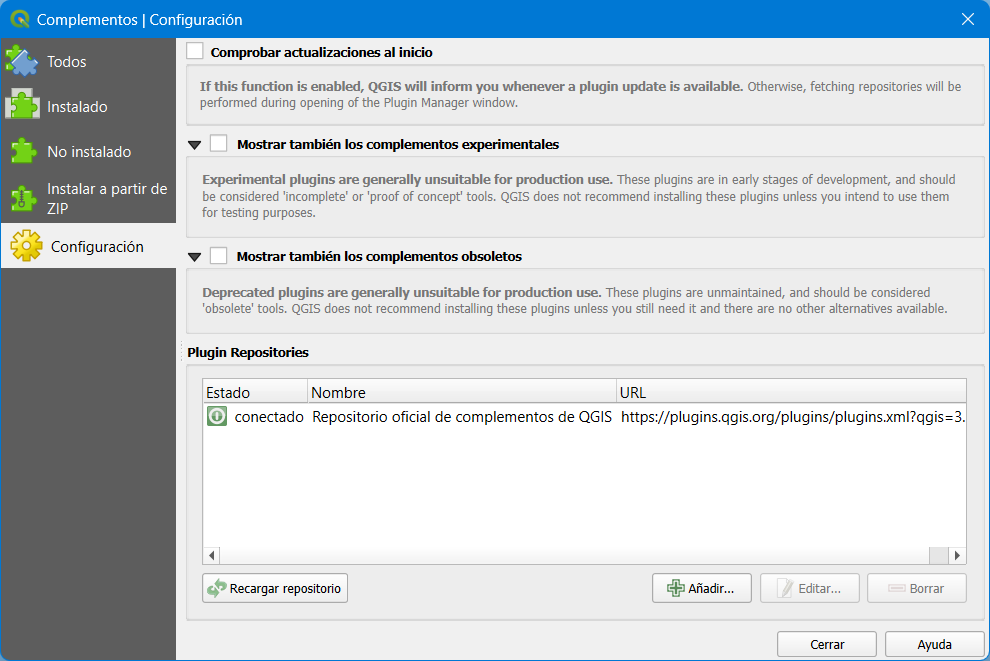 Complementos | Configuración
Todos
Instalado
No instalado
Instalar a partir de
ZIP
Configuración
Comprobar actualizaciones al inicio
If this function is enabled, QGIS will inform you whenever a plugin update is available. Otherwise, fetching repositories will be
performed during opening of the Plugin Manager window.
Mostrar también los complementos experimentales
Experimental plugins are generally unsuitable for production use. These plugins are in early stages of development, and should
be considered 'incomplete' or 'proof of concept' tools. QGIS does not recommend installing these plugins unless you intend to use them
for testing purposes.
Mostrar también los complementos obsoletos
Deprecated plugins are generally unsuitable for production use. These plugins are unmaintained, and should be considered
'obsolete' tools. QGIS does not recommend installing these plugins unless you still need it and there are no other alternatives available.
Plugin Repositories
Estado Nombre URL
conectado Repositorio oficial de complementos de QGIS https://plugins.qgis.org/plugins/plugins.xml?qgis=3.
Recargar repositorio Añadir... Editar... Borrar
Cerrar Ayuda